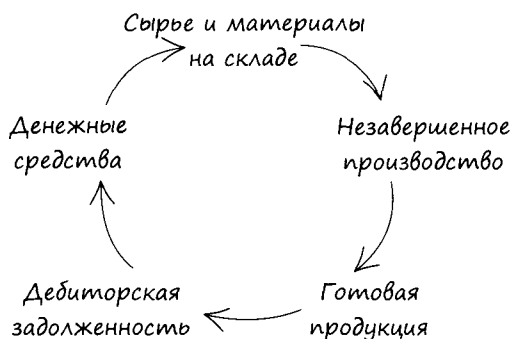 Сырье и материалы
на складе
Незавершенное
производство
Готовая
продукция
Дебиторская
задолженность
Денежные
средства